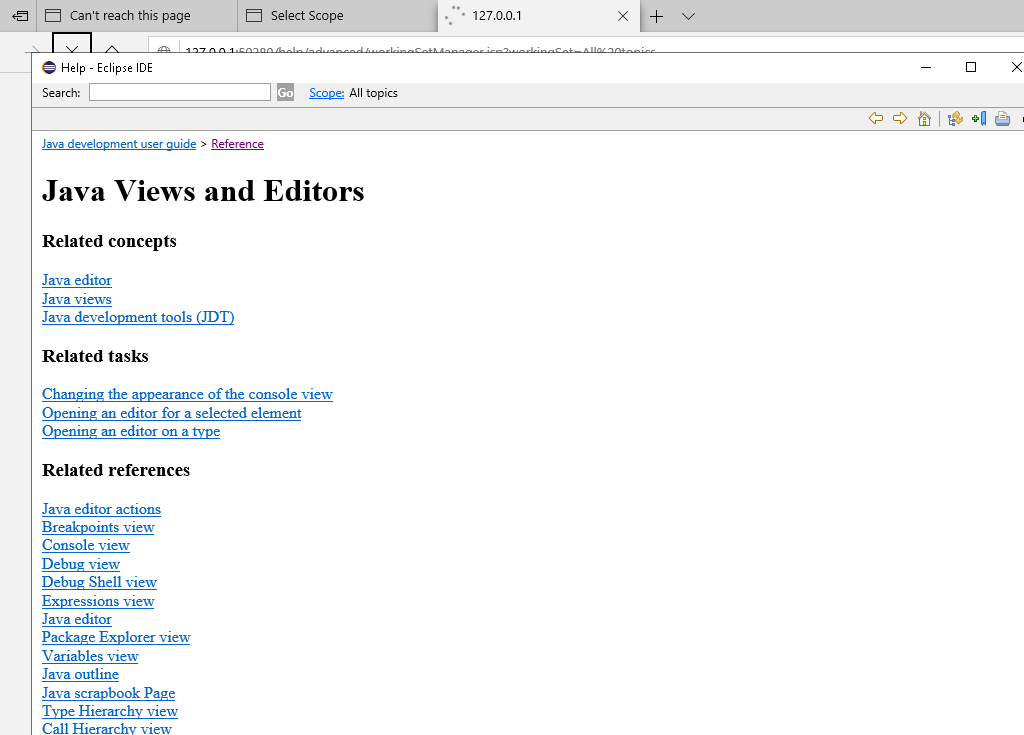 Can't reach this page
Select Scope
127.0.0.1
127.0.0.1:50280/help/advanced/workingSetManager.jsp?workingSet=All%20topics
Help - Eclipse IDE
Search:
Go
Scope: All topics
Java development user guide > Reference
Java Views and Editors
Related concepts
Java editor
Java views
Java development tools (JDT)
Related tasks
Changing the appearance of the console view
Opening an editor for a selected element
Opening an editor on a type
Related references
Java editor actions
Breakpoints view
Console view
Debug view
Debug Shell view
Expressions view
Java editor
Package Explorer view
Variables view
Java outline
Java scrapbook Page
Type Hierarchy view
Call Hierarchy view